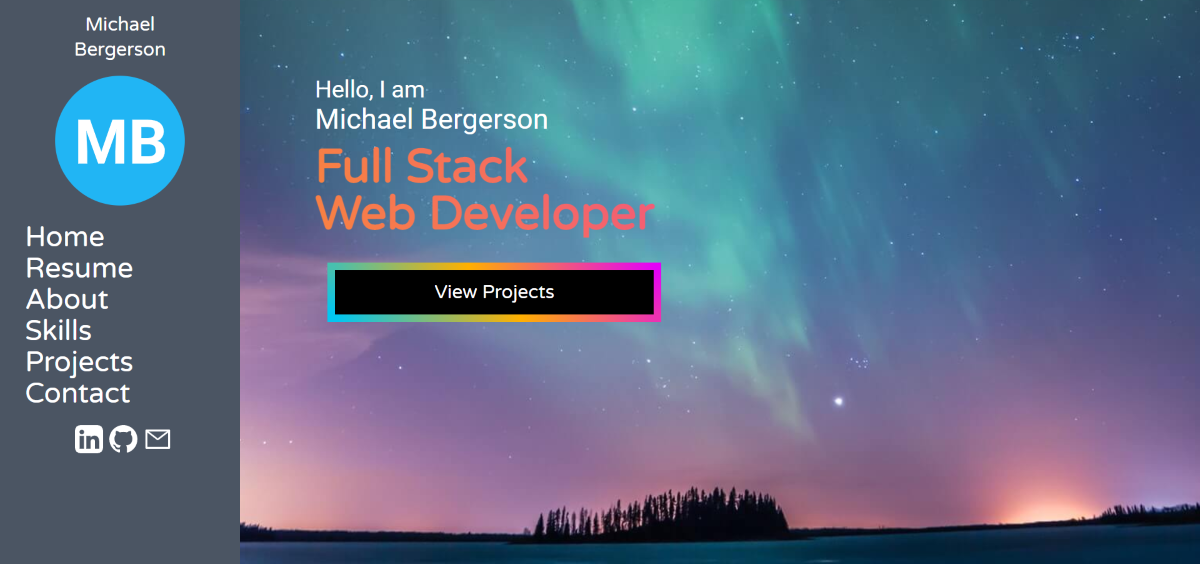 Michael
Bergerson
MB
Home
Resume
About
Skills
Projects
Contact
in
Hello, I am
Michael Bergerson
Full Stack
Web Developer
View Projects